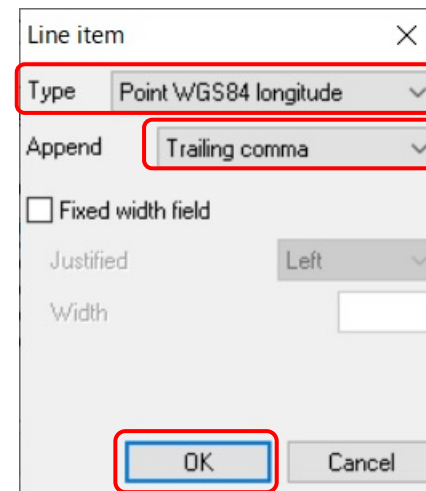 Line item
Type Point WGS84 longitude
Append Trailing comma
Fixed width field
Justified Left
Width
OK Cancel